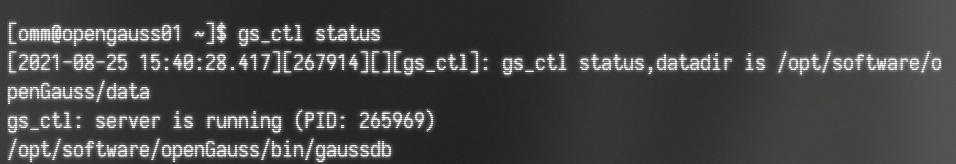 [omm@opengauss01 ~]$ gs_ctl status
[2021-08-25 15:40:28.417][267914][][gs_ctl]: gs_ctl status,datadir is /opt/software/o
penGauss/data
gs_ctl: server is running (PID: 265969)
/opt/software/openGauss/bin/gaussdb